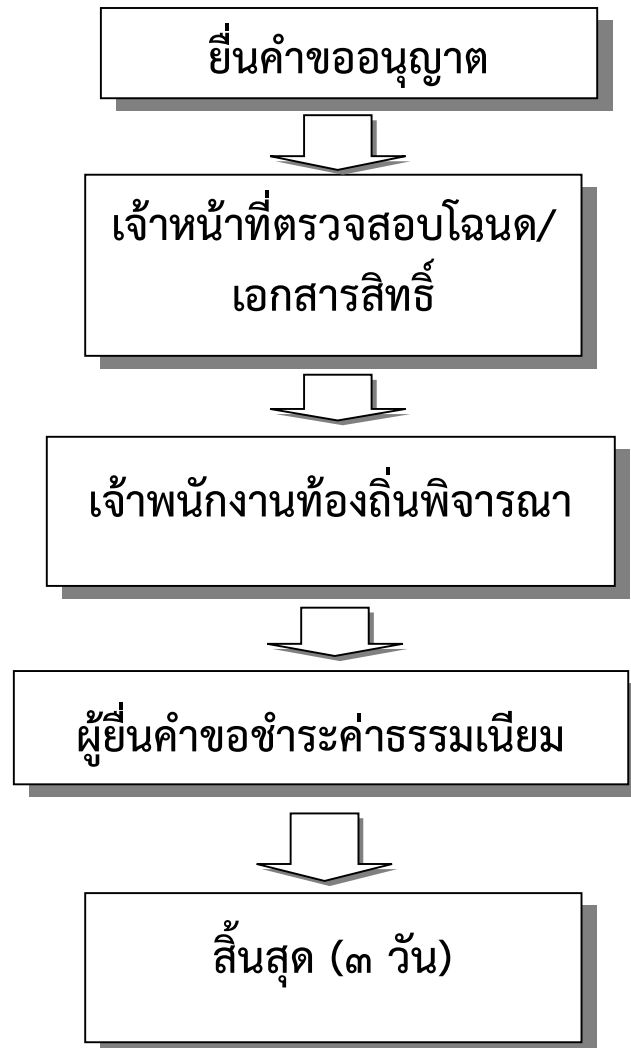 ยื่นคำขออนุญาต
เจ้าหน้าที่ตรวจสอบโฉนด/
เอกสารสิทธิ์
เจ้าพนักงานท้องถิ่นพิจารณา
ผู้ยื่นคำขอชำระค่าธรรมเนียม
สิ้นสุด (๓ วัน)